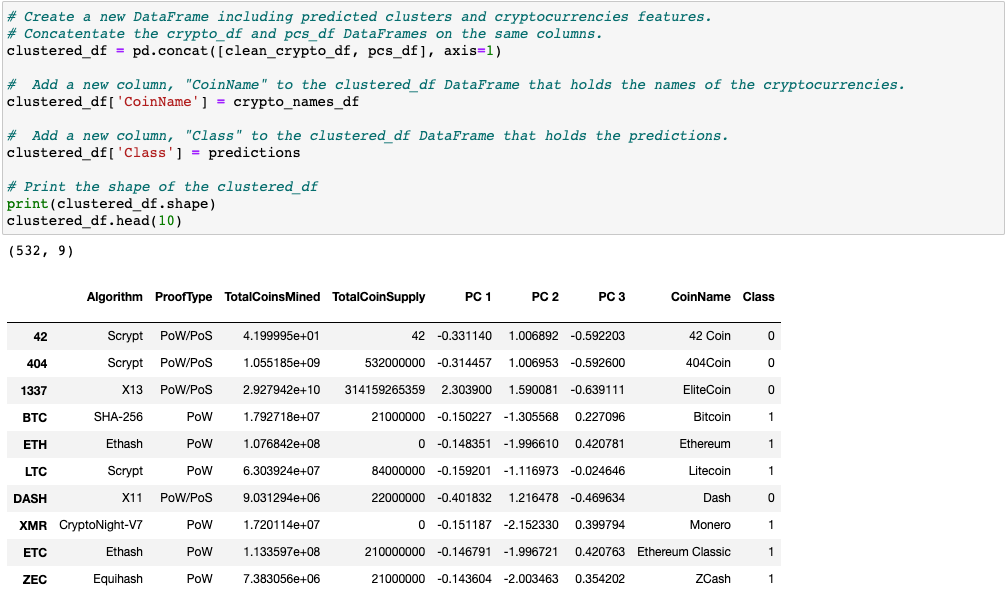 # Create a new DataFrame including predicted clusters and cryptocurrencies features.
# Concatentate the crypto_df and pcs_df DataFrames on the same columns.
clustered_df = pd.concat([clean_crypto_df, pcs_df], axis=1)
#  Add a new column, "CoinName" to the clustered_df DataFrame that holds the names of the cryptocurrencies.
clustered_df['CoinName'] = crypto_names_df
#  Add a new column, "Class" to the clustered_df DataFrame that holds the predictions.
clustered_df['Class'] = predictions
# Print the shape of the clustered_df
print(clustered_df.shape)
clustered_df.head(10)
(532, 9)
Algorithm ProofType TotalCoinsMined TotalCoinSupply PC 1 PC 2 PC 3 CoinName Class
42 Scrypt PoW/PoS 4.199995e+01 42 -0.331140 1.006892 -0.592203 42 Coin 0
404 Scrypt PoW/PoS 1.055185e+09 532000000 -0.314457 1.006953 -0.592600 404Coin 0
1337 X13 PoW/PoS 2.927942e+10 314159265359 2.303900 1.590081 -0.639111 EliteCoin 0
BTC SHA-256 PoW 1.792718e+07 21000000 -0.150227 -1.305568 0.227096 Bitcoin 1
ETH Ethash PoW 1.076842e+08 0 -0.148351 -1.996610 0.420781 Ethereum 1
LTC Scrypt PoW 6.303924e+07 84000000 -0.159201 -1.116973 -0.024646 Litecoin 1
DASH X11 PoW/PoS 9.031294e+06 22000000 -0.401832 1.216478 -0.469634 Dash 0
XMR CryptoNight-V7 PoW 1.720114e+07 0 -0.151187 -2.152330 0.399794 Monero 1
ETC Ethash PoW 1.133597e+08 210000000 -0.146791 -1.996721 0.420763 Ethereum Classic 1
ZEC Equihash PoW 7.383056e+06 21000000 -0.143604 -2.003463 0.354202 ZCash 1